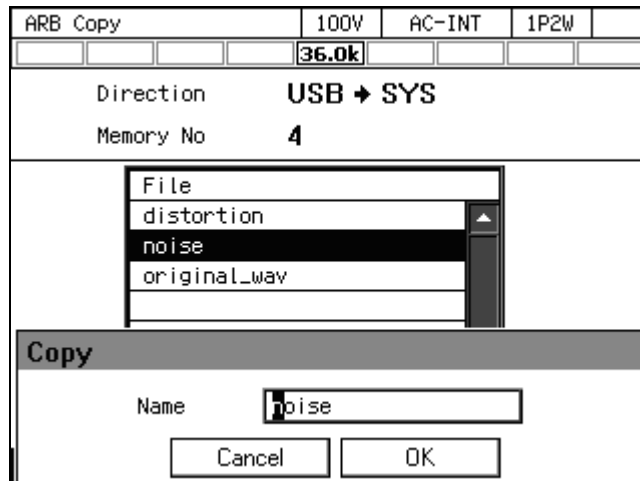 ARB Copy 100V AC-INT 1P2W
36.0k
Direction USB → SYS
Memory No 4
File
distortion
noise
original_wav
Copy
Name noise
Cancel OK